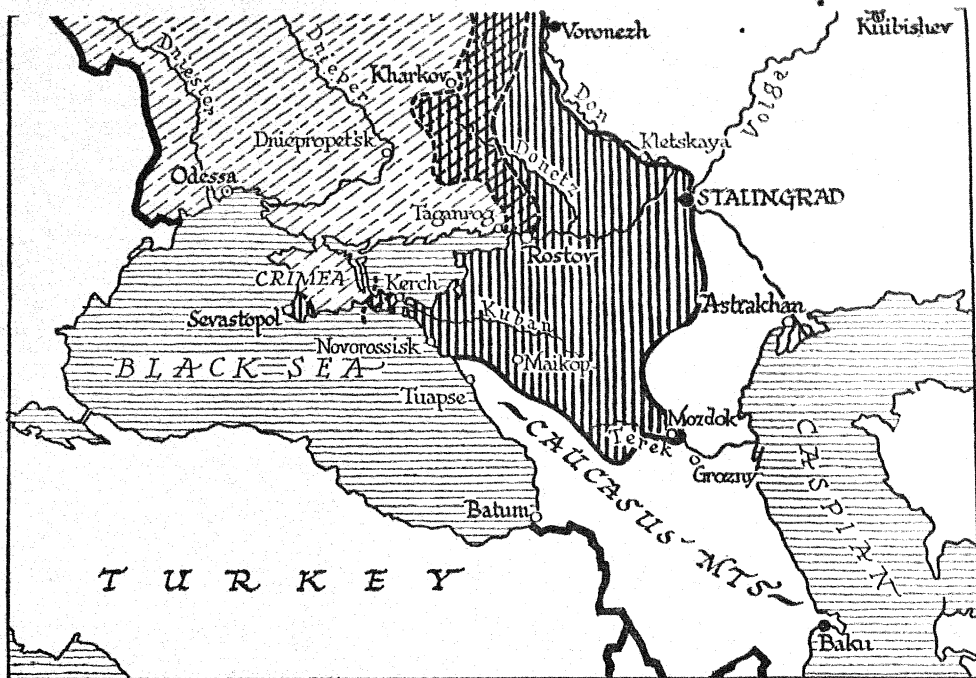 Voronezh
Kuibishev
Dniester
Dnieper
Kharkov
Don
Volga
Dniepropetsk
Donetz
Kletskaya
Odessa
STALINGRAD
Taganrog
Rostov
CRIMEA
Kerch
Astrakhan
Sevastopol
Kuban
Novorossisk
BLACK SEA
Maikop
Tuapse
Mozdok
Terek
Grozny
CAUCASUS MTS
CASPIAN
Batum
TURKEY
Baku